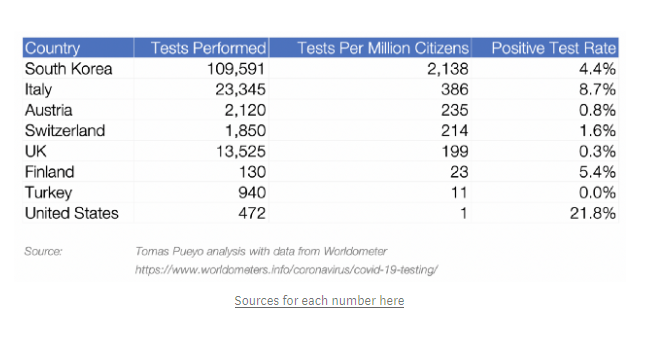 Country Tests Performed Tests Per Million Citizens Positive Test Rate
South Korea 109,591 2,138 4.4%
Italy 23,345 386 8.7%
Austria 2,120 235 0.8%
Switzerland 1,850 214 1.6%
UK 13,525 199 0.3%
Finland 130 23 5.4%
Turkey 940 11 0.0%
United States 472 1 21.8%
Source: Tomas Pueyo analysis with data from Worldometer
https://www.worldometers.info/coronavirus/covid-19-testing/
Sources for each number here